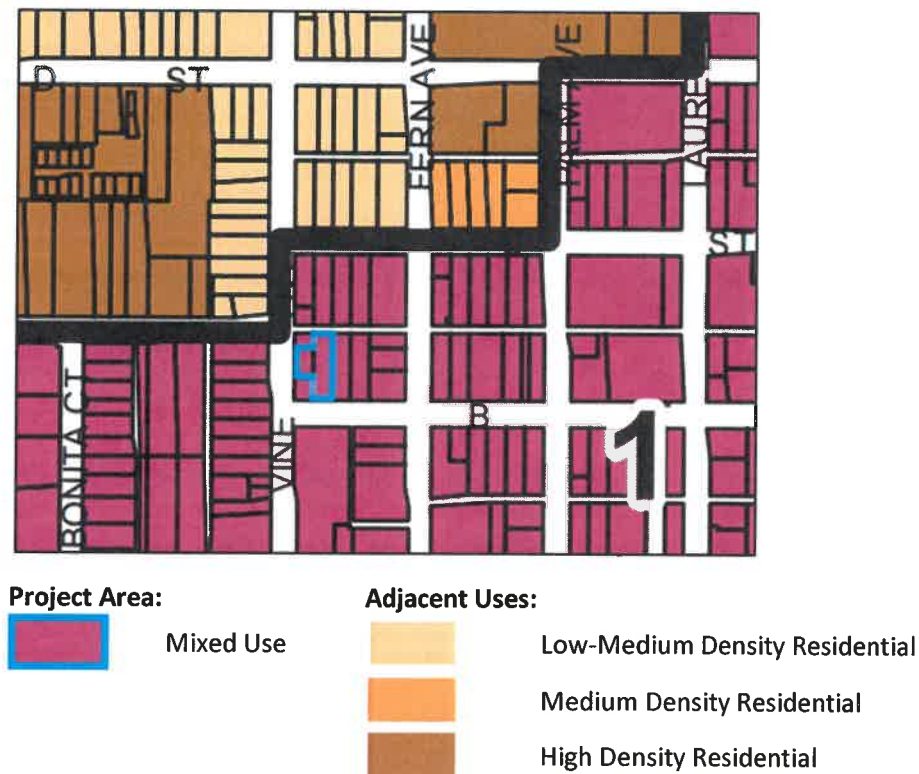 D ST
FERN AVE
PALM AVE
LAUREL
ST
BONITA CT
VINE
B
1
Project Area:
Mixed Use
Adjacent Uses:
Low-Medium Density Residential
Medium Density Residential
High Density Residential